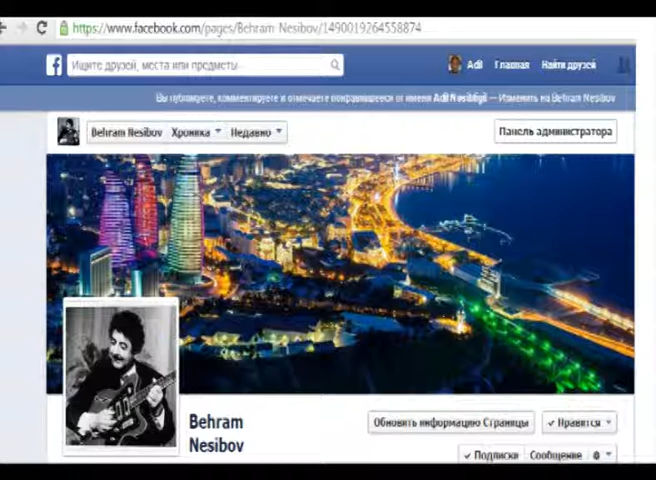 https://www.facebook.com/pages/Behram-Nesibov/1490019264558874
Ищите друзей, места или предметы
Adil Главная Найти друзей
Вы публикуете, комментируете и отмечаете понравившееся от имени Adil — Изменить на Behram Nesibov
Behram Nesibov Хроника Недавно
Панель администратора
Behram
Nesibov
Обновить информацию Страницы
Нравится
Подписки Сообщение